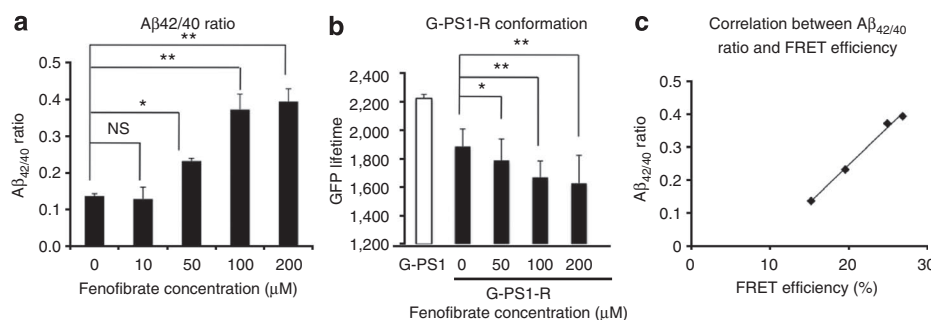 a
Aβ42/40 ratio
Aβ42/40 ratio
0.5
0.4
0.3
0.2
0.1
0.0
**
**
*
NS
0 10 50 100 200
Fenofibrate concentration (μM)
b
G-PS1-R conformation
GFP lifetime
2,400
2,200
2,000
1,800
1,600
1,400
1,200
**
**
*
G-PS1 0 50 100 200
G-PS1-R
Fenofibrate concentration (μM)
c
Correlation between Aβ42/40
ratio and FRET efficiency
Aβ42/40 ratio
0.5
0.4
0.3
0.2
0.1
0
0 10 20 30
FRET efficiency (%)